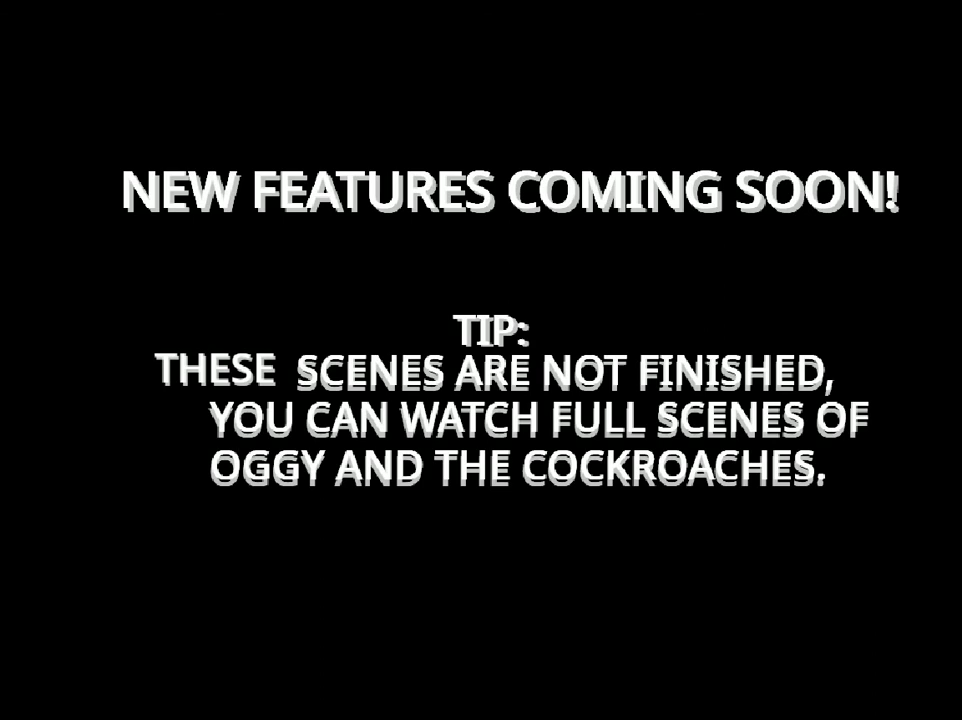 NEW FEATURES COMING SOON!
TIP:
THESE SCENES ARE NOT FINISHED,
YOU CAN WATCH FULL SCENES OF
OGGY AND THE COCKROACHES.